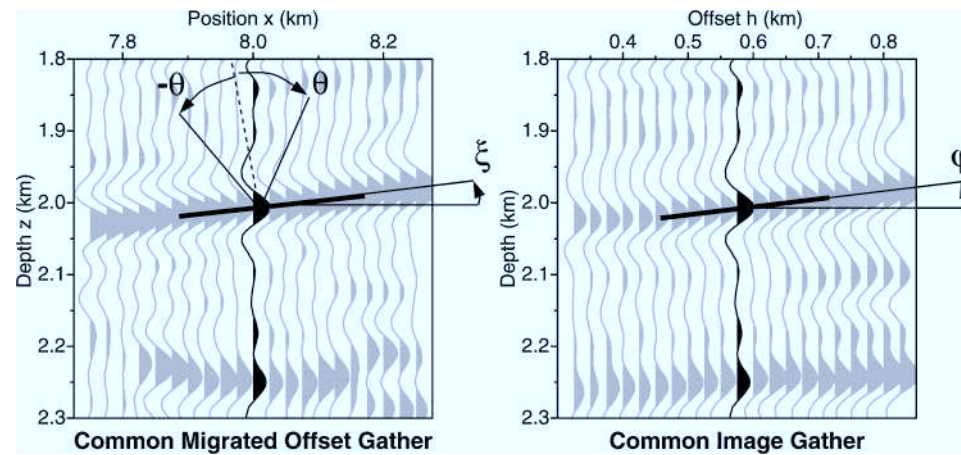 Position x (km)
7.8 8.0 8.2
1.8
1.9
2.0
2.1
2.2
2.3
Depth z (km)
-θ
θ
ξ
Common Migrated Offset Gather
Offset h (km)
0.4 0.5 0.6 0.7 0.8
1.8
1.9
2.0
2.1
2.2
2.3
Depth (km)
φ
Common Image Gather